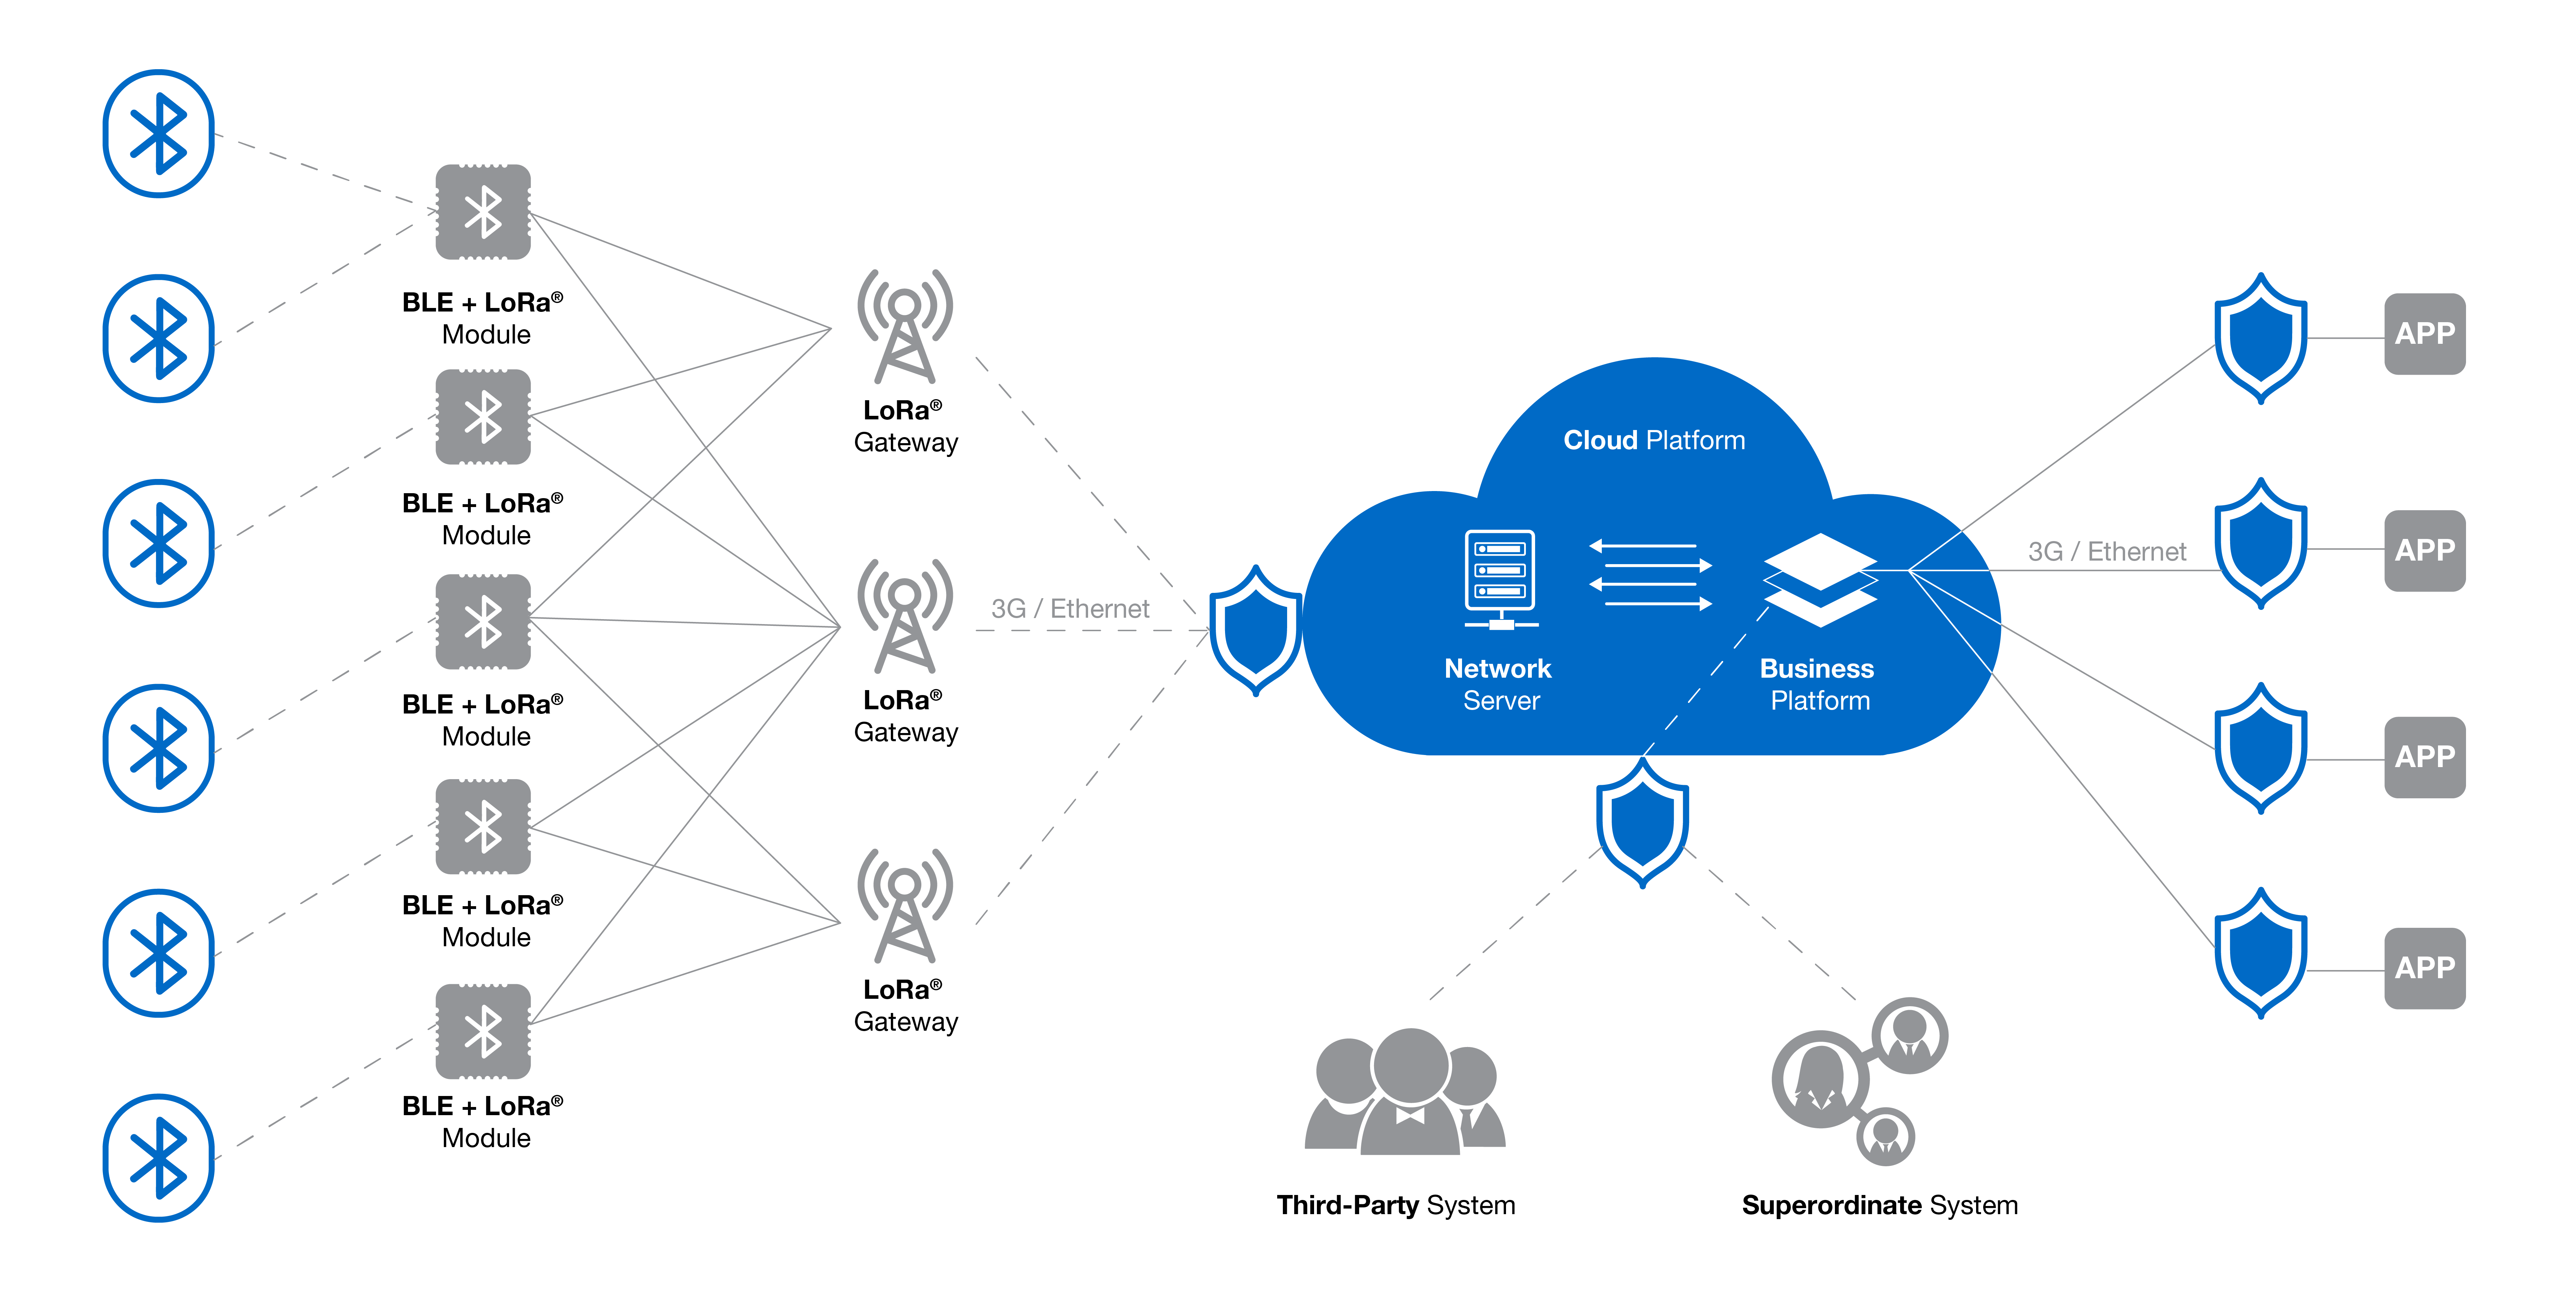 BLE + LoRa®
Module
BLE + LoRa®
Module
BLE + LoRa®
Module
BLE + LoRa®
Module
BLE + LoRa®
Module
LoRa®
Gateway
LoRa®
Gateway
LoRa®
Gateway
3G / Ethernet
Cloud Platform
Network
Server
Business
Platform
Third-Party System
Superordinate System
3G / Ethernet
APP
APP
APP
APP